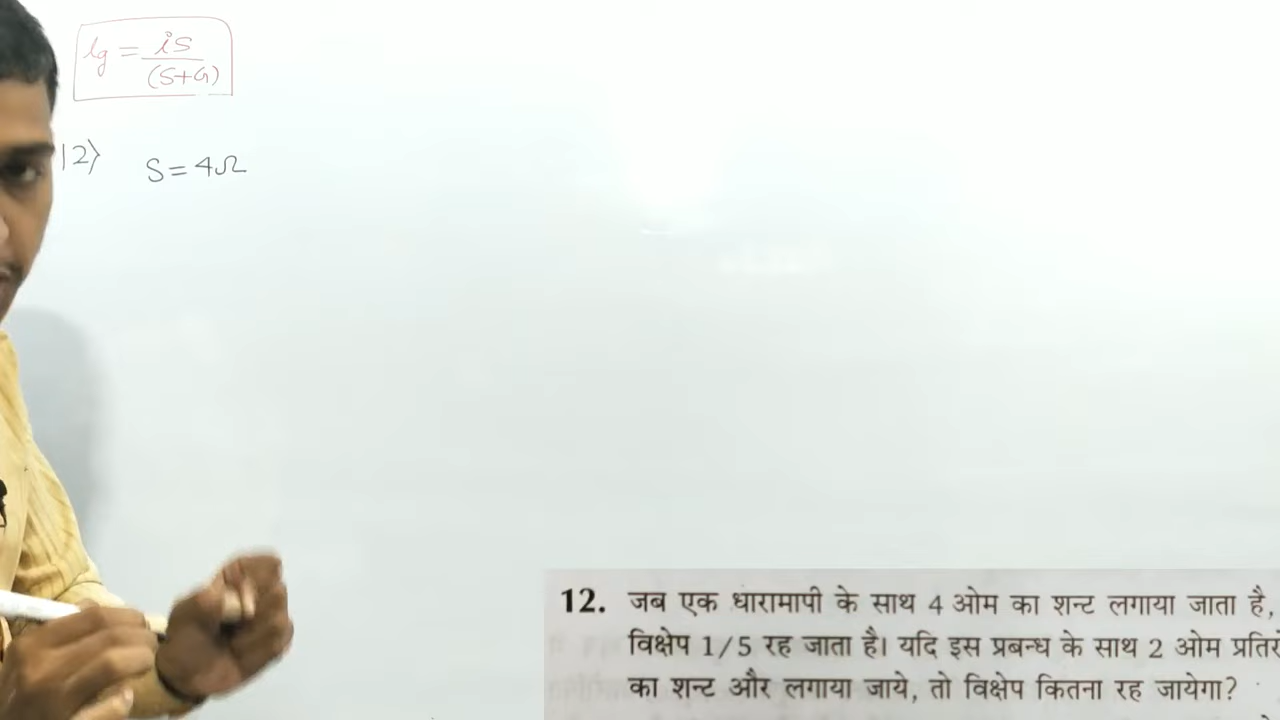 ig = is
(S+G)
12) S = 4Ω
12. जब एक धारामापी के साथ 4 ओम का शन्ट लगाया जाता है,
विक्षेप 1/5 रह जाता है। यदि इस प्रबन्ध के साथ 2 ओम
का शन्ट और लगाया जाये, तो विक्षेप कितना रह जायेगा?